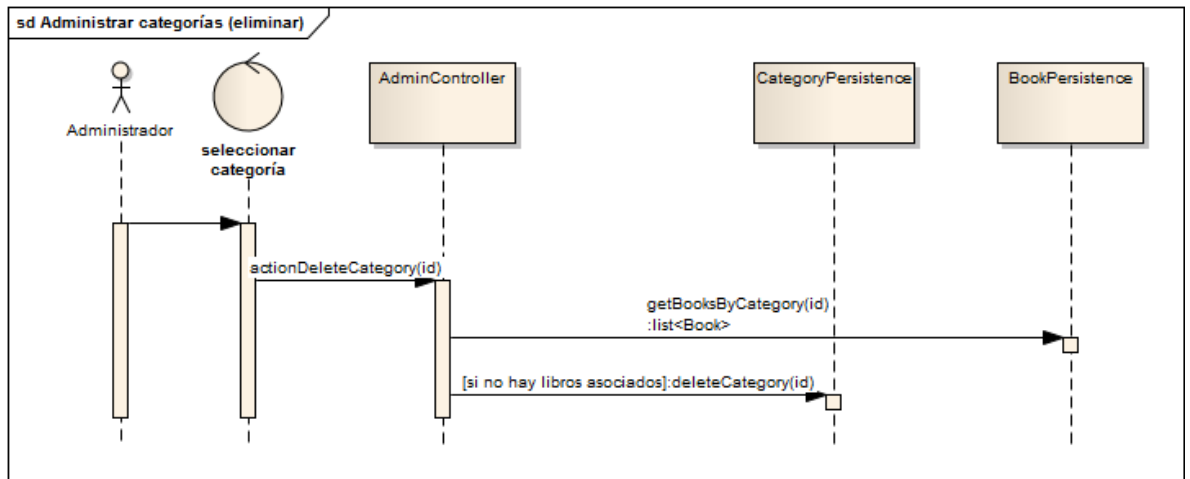 sd Administrar categorías (eliminar)
Administrador
seleccionar
categoría
AdminController
CategoryPersistence
BookPersistence
actionDeleteCategory(id)
getBooksByCategory(id)
:list<Book>
[si no hay libros asociados]:deleteCategory(id)